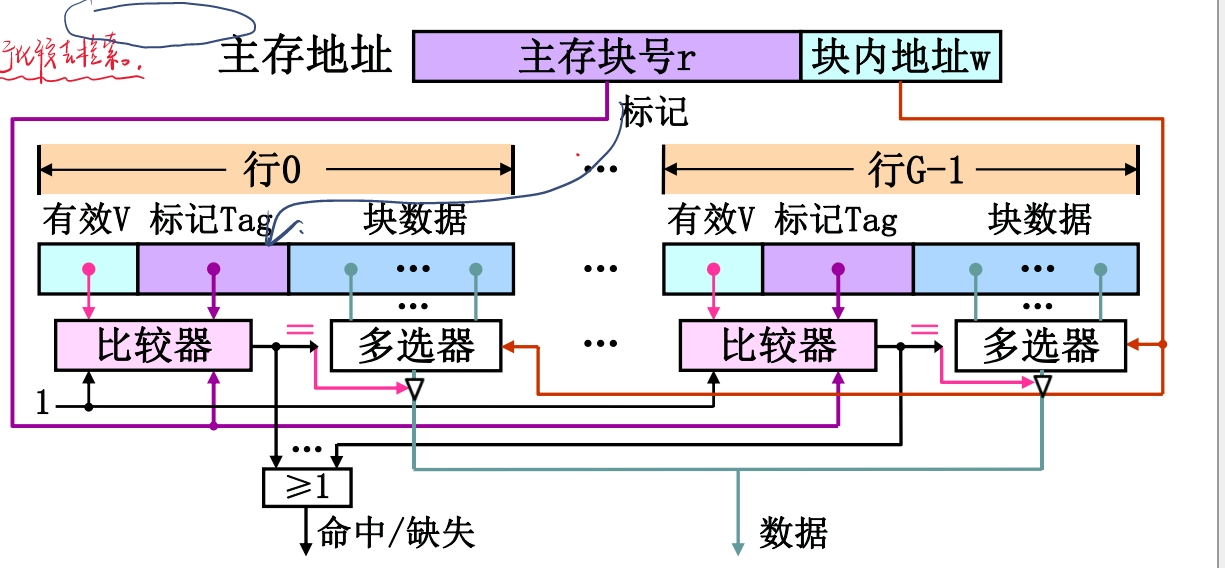 主存地址 主存块号r 块内地址w
标记
行0 … 行G-1
有效V 标记Tag 块数据 有效V 标记Tag 块数据
… … …
… …
比较器 = 多选器 … 比较器 = 多选器
1
…
≥1
命中/缺失 数据